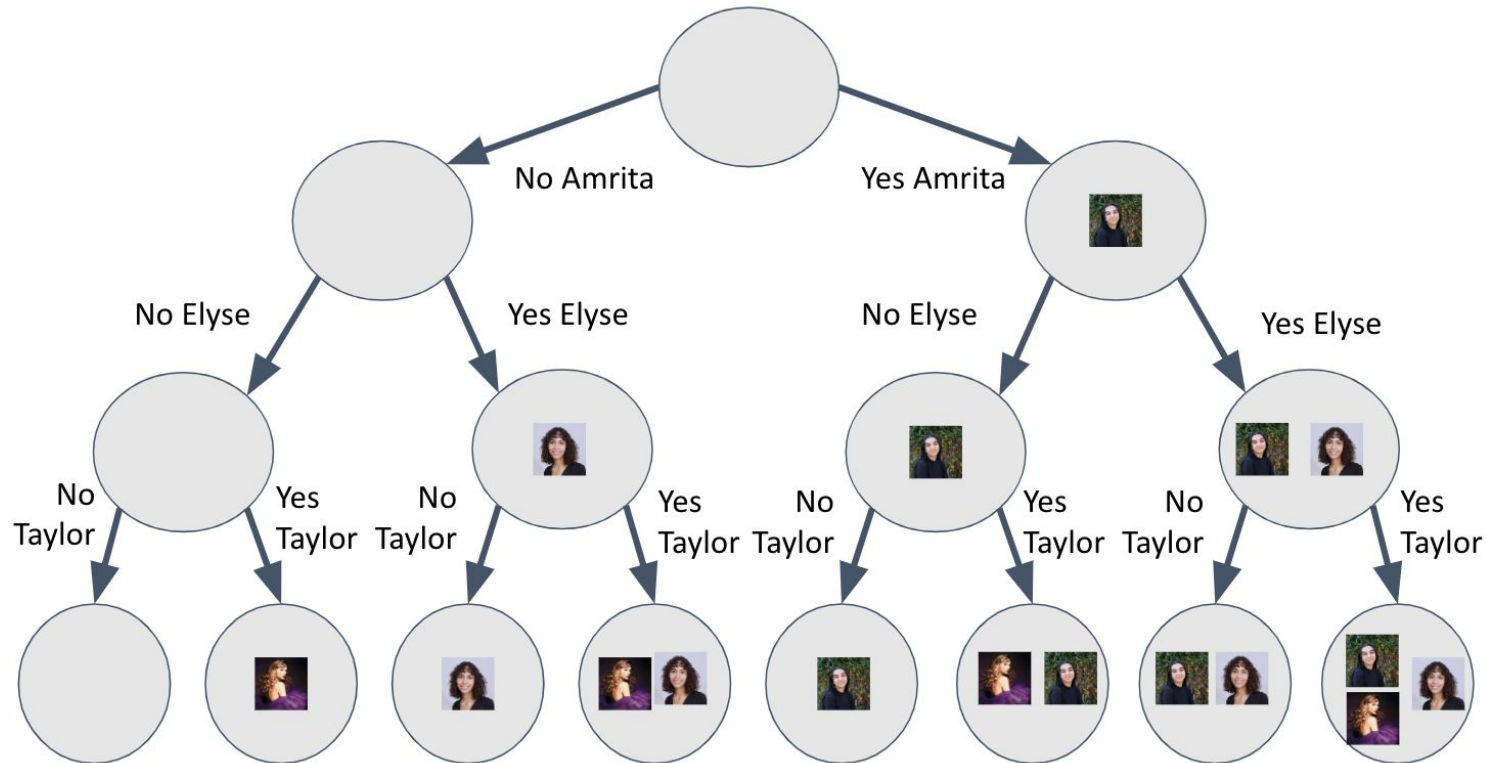 No Amrita
Yes Amrita
No Elyse
Yes Elyse
No Elyse
Yes Elyse
No
Taylor
Yes
Taylor
No
Taylor
Yes
Taylor
No
Taylor
Yes
Taylor
No
Taylor
Yes
Taylor